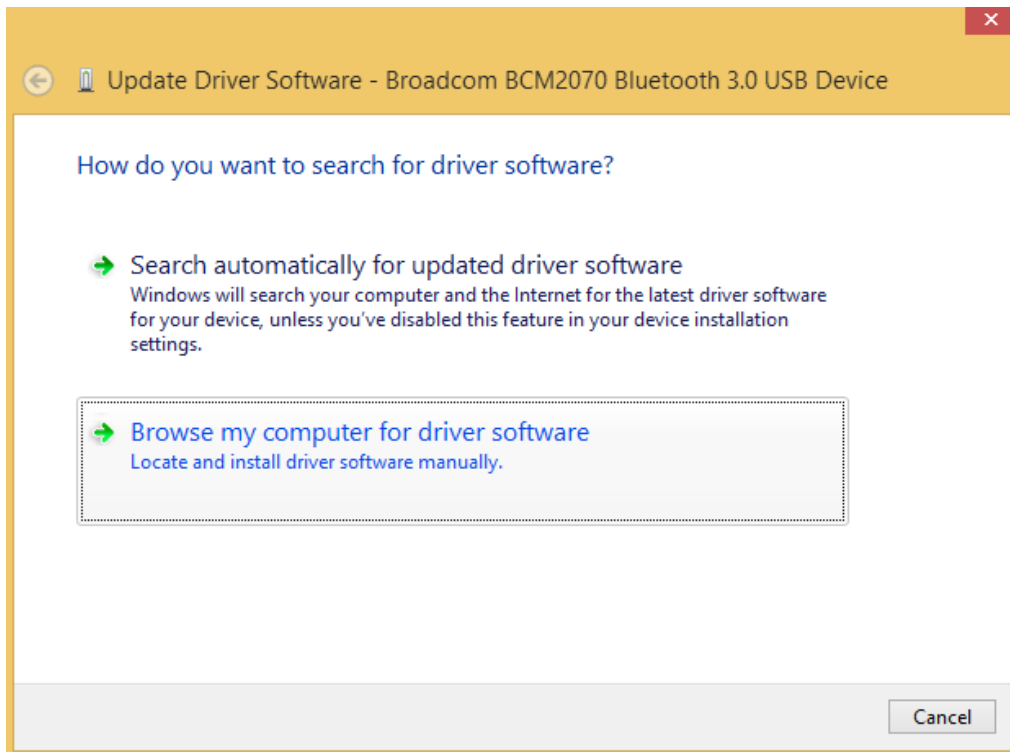 Update Driver Software - Broadcom BCM2070 Bluetooth 3.0 USB Device
How do you want to search for driver software?
Search automatically for updated driver software
Windows will search your computer and the Internet for the latest driver software
for your device, unless you've disabled this feature in your device installation
settings.
Browse my computer for driver software
Locate and install driver software manually.
Cancel